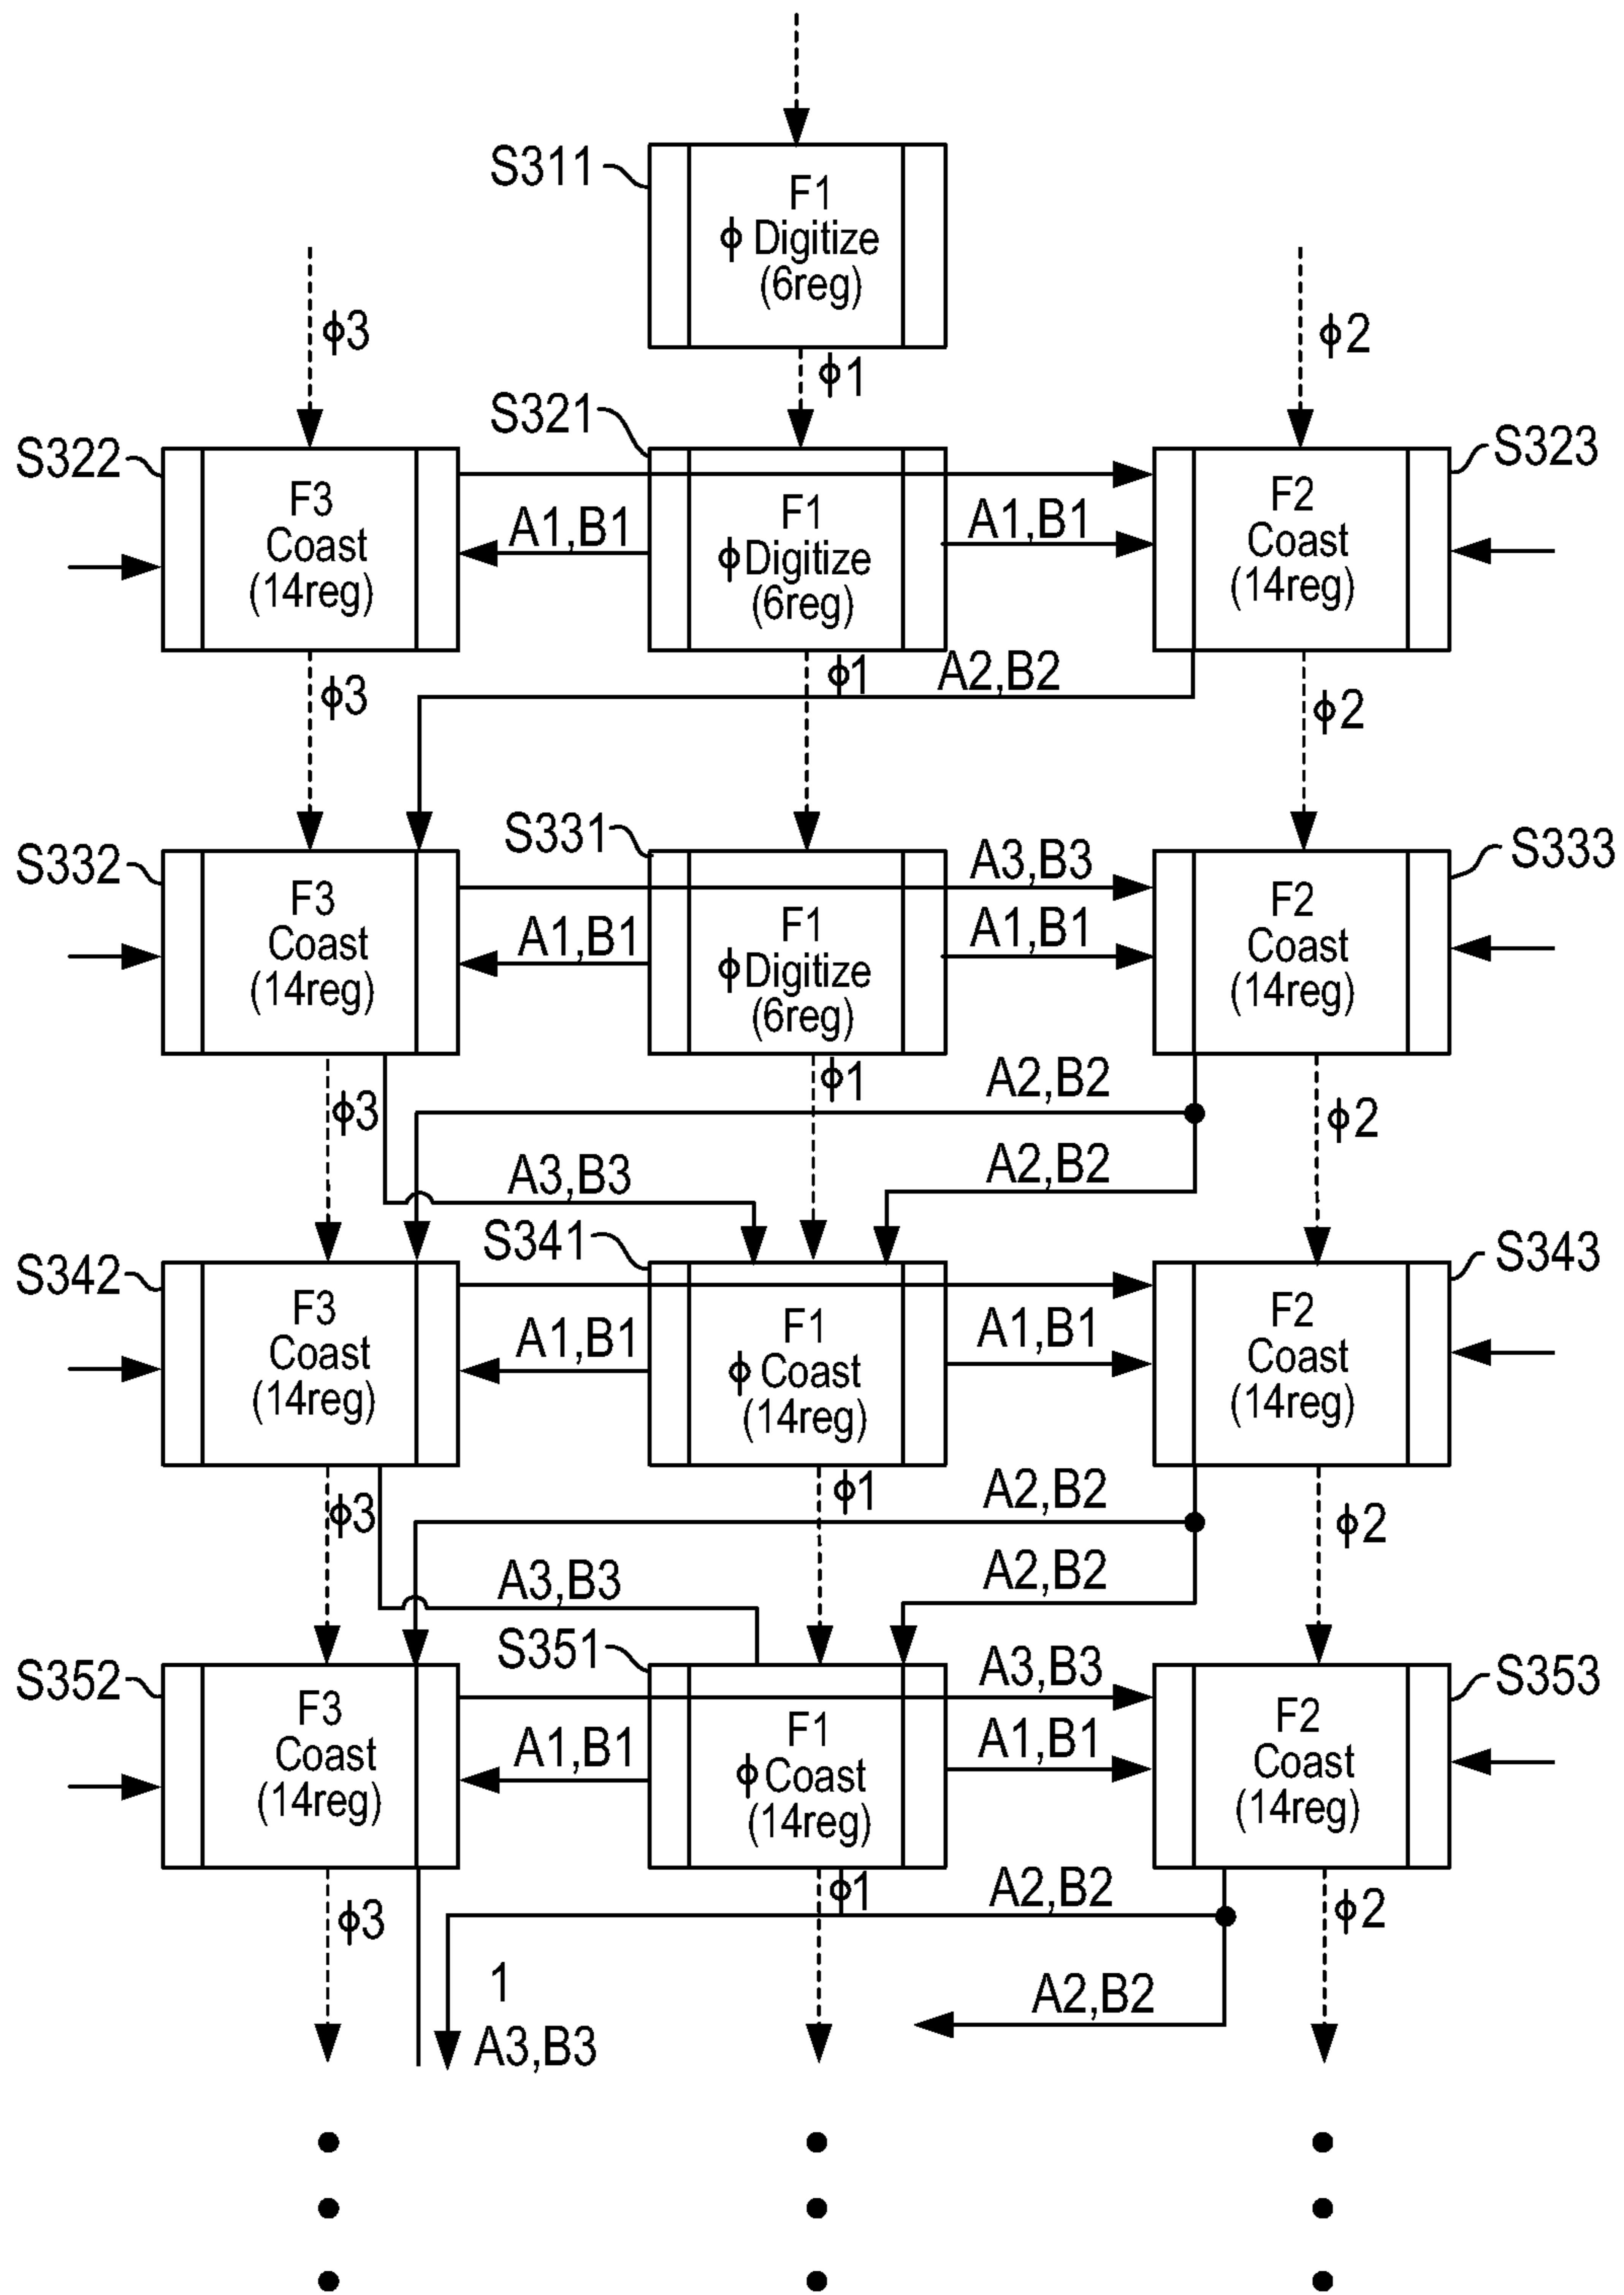 S311
F1
ϕ Digitize
(6reg)
ϕ3
ϕ1
ϕ2
S322
F3
Coast
(14reg)
S321
A1,B1
F1
ϕDigitize
(6reg)
A1,B1
S323
F2
Coast
(14reg)
ϕ3
ϕ1
A2,B2
ϕ2
S332
F3
Coast
(14reg)
S331
A1,B1
F1
ϕDigitize
(6reg)
A3,B3
A1,B1
S333
F2
Coast
(14reg)
ϕ3
ϕ1
A2,B2
ϕ2
A3,B3
A2,B2
S342
F3
Coast
(14reg)
S341
A1,B1
F1
ϕ Coast
(14reg)
A1,B1
S343
F2
Coast
(14reg)
ϕ3
ϕ1
A2,B2
ϕ2
A3,B3
A2,B2
S352
F3
Coast
(14reg)
S351
A1,B1
F1
ϕ Coast
(14reg)
A3,B3
A1,B1
S353
F2
Coast
(14reg)
ϕ3
ϕ1
A2,B2
ϕ2
1
A3,B3
A2,B2